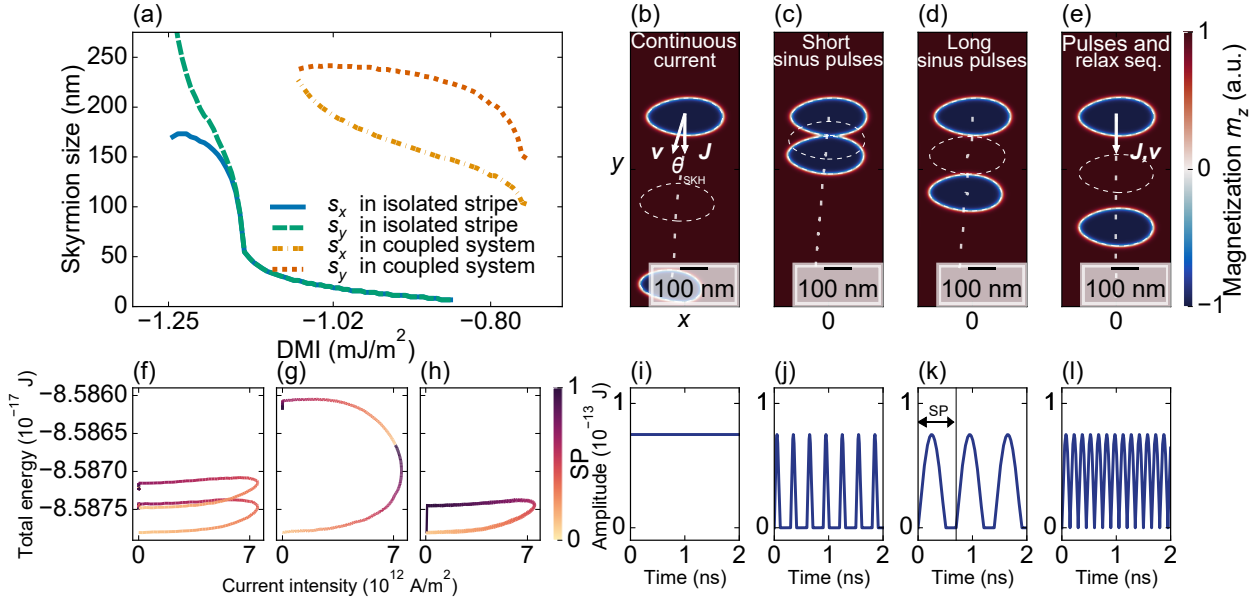 (a)
Skyrmion size (nm)
250
200
150
100
50
0
−1.25
−1.02
−0.80
DMI (mJ/m²)
s_x in isolated stripe
s_y in isolated stripe
s_x in coupled system
s_y in coupled system
(b)
Continuous
current
y
v
J
θ_SKH
100 nm
x
(c)
Short
sinus pulses
100 nm
0
(d)
Long
sinus pulses
100 nm
0
(e)
Pulses and
relax seq.
J, v
100 nm
0
1
0
−1
Magnetization m_z (a.u.)
(f)
Total energy (10⁻¹⁷ J)
−8.5860
−8.5865
−8.5870
−8.5875
0
7
(g)
0
7
(h)
0
7
Current intensity (10¹² A/m²)
1
0
SP (10⁻¹³ J)
(i)
Amplitude
1
0
0
1
2
Time (ns)
(j)
1
0
0
1
2
Time (ns)
(k)
SP
1
0
0
1
2
Time (ns)
(l)
1
0
0
1
2
Time (ns)